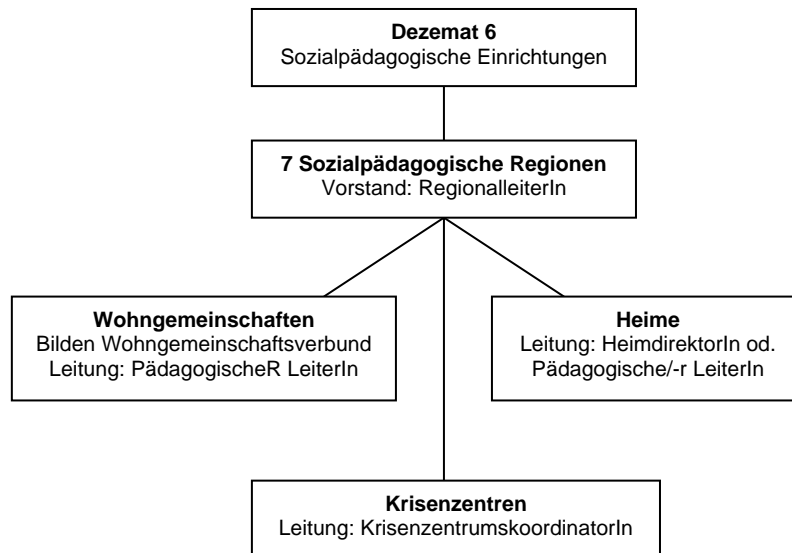 Dezemat 6
Sozialpädagogische Einrichtungen
7 Sozialpädagogische Regionen
Vorstand: RegionalleiterIn
Wohngemeinschaften
Bilden Wohngemeinschaftsverbund
Leitung: PädagogischeR LeiterIn
Heime
Leitung: HeimdirektorIn od.
Pädagogische/-r LeiterIn
Krisenzentren
Leitung: KrisenzentrumskoordinatorIn